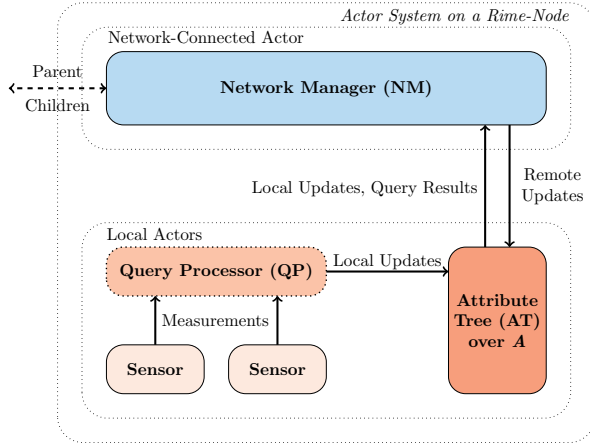 Actor System on a Rime-Node
Network-Connected Actor
Parent
Children
Network Manager (NM)
Local Updates, Query Results
Remote
Updates
Local Actors
Query Processor (QP)
Local Updates
Attribute
Tree (AT)
over A
Measurements
Sensor
Sensor